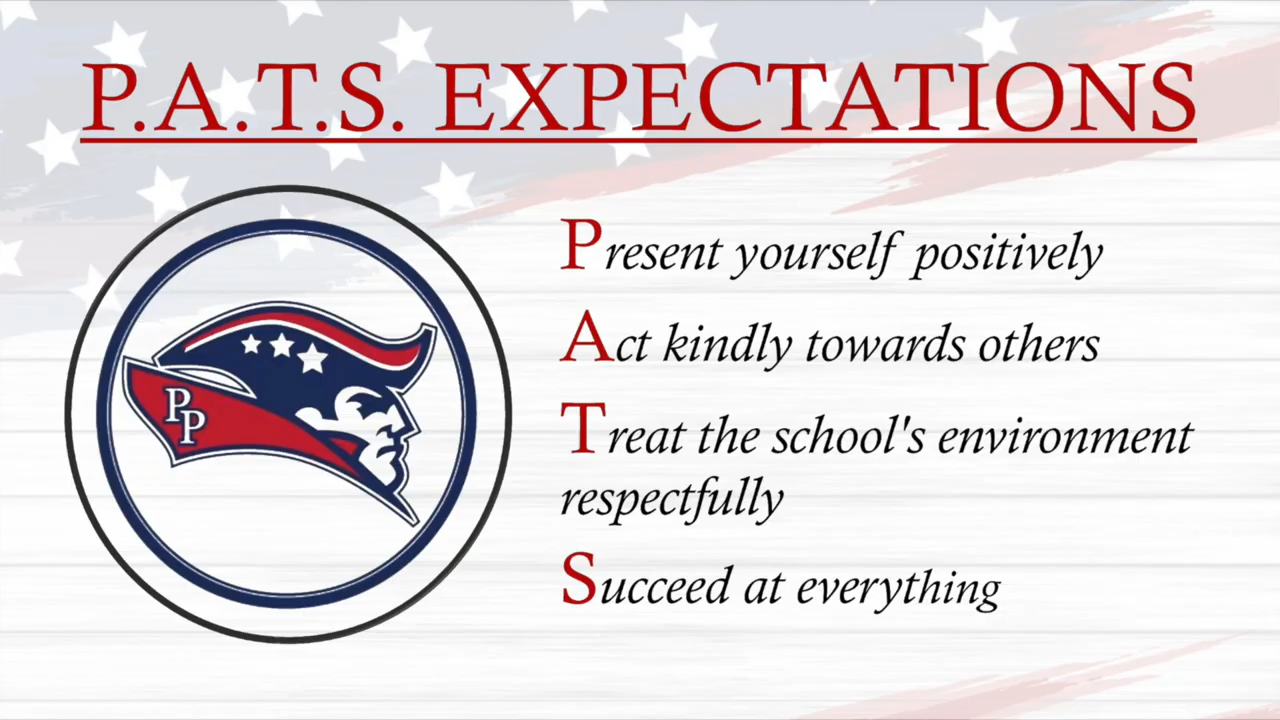 P.A.T.S. EXPECTATIONS
Present yourself positively
Act kindly towards others
Treat the school's environment
respectfully
Succeed at everything
PP